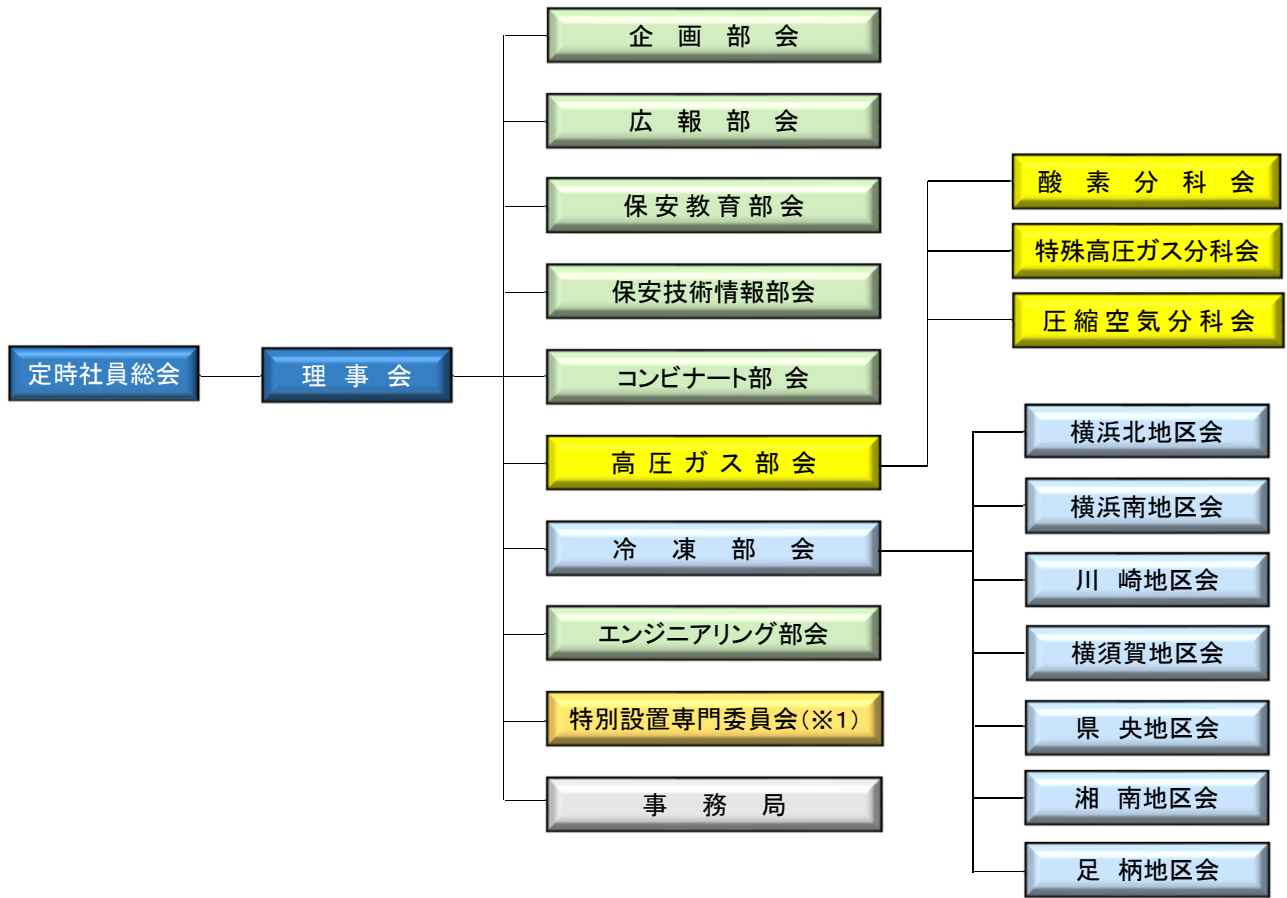 定時社員総会
理事会
企画部会
広報部会
保安教育部会
保安技術情報部会
コンビナート部会
高圧ガス部会
冷凍部会
エンジニアリング部会
特別設置専門委員会(※1)
事務局
酸素分科会
特殊高圧ガス分科会
圧縮空気分科会
横浜北地区会
横浜南地区会
川崎地区会
横須賀地区会
県央地区会
湘南地区会
足柄地区会